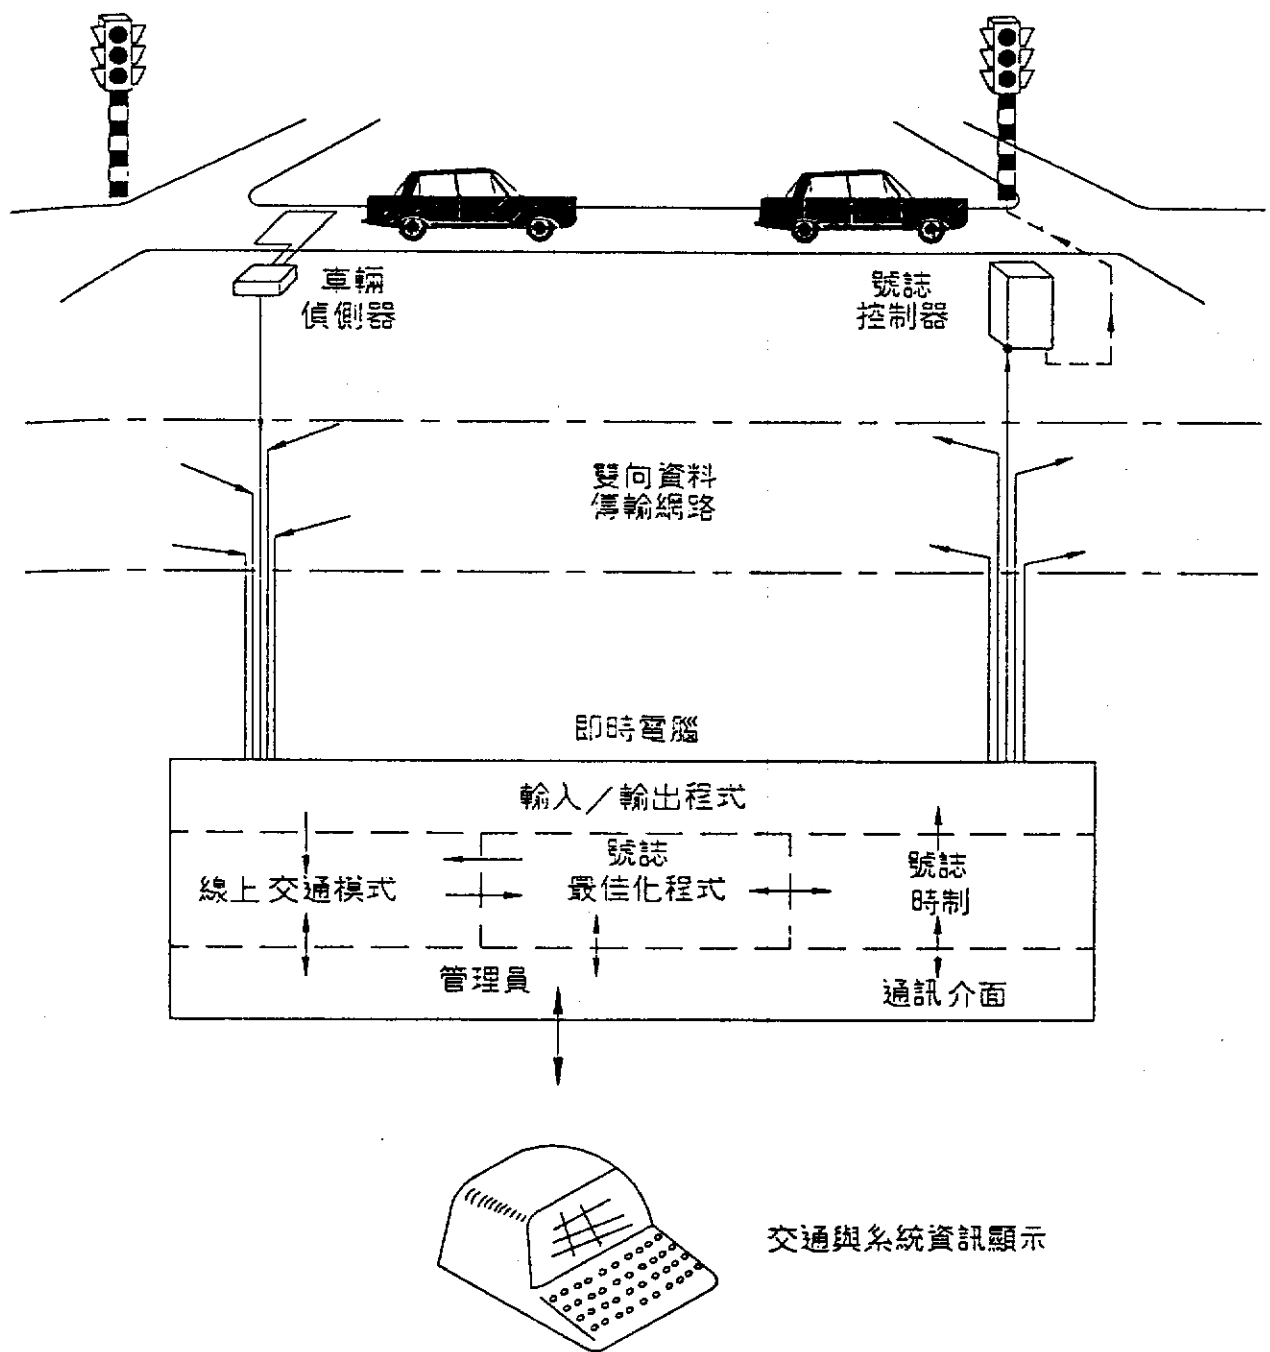 車輛
偵側器
號誌
控制器
雙向資料
傳輸網路
即時電腦
輸入／輸出程式
號誌
最佳化程式
線上交通模式
號誌
時制
管理員
通訊介面
交通與系統資訊顯示